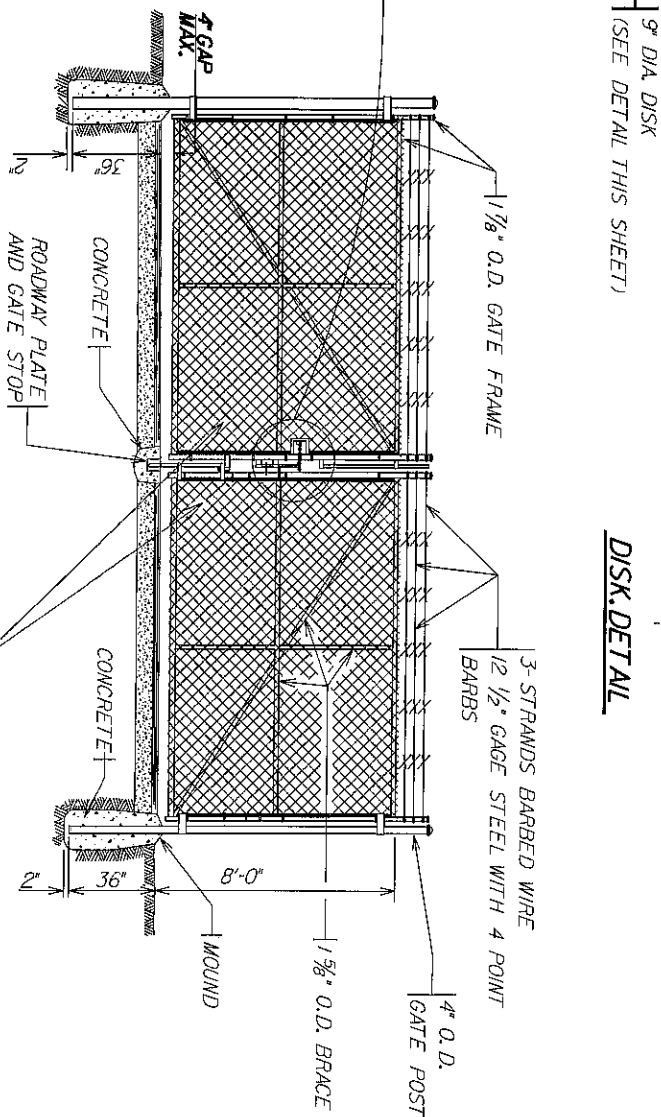 9" DIA. DISK
(SEE DETAIL THIS SHEET)
DISK DETAIL
3- STRANDS BARBED WIRE
12 1/2" GAGE STEEL WITH 4 POINT
BARBS
1 7/8" O.D. GATE FRAME
4" O.D.
GATE POST
4" GAP
MAX.
1 5/8" O.D. BRACE
8'-0"
36"
2"
36"
2"
MOUND
CONCRETE
CONCRETE
ROADWAY PLATE
AND GATE STOP